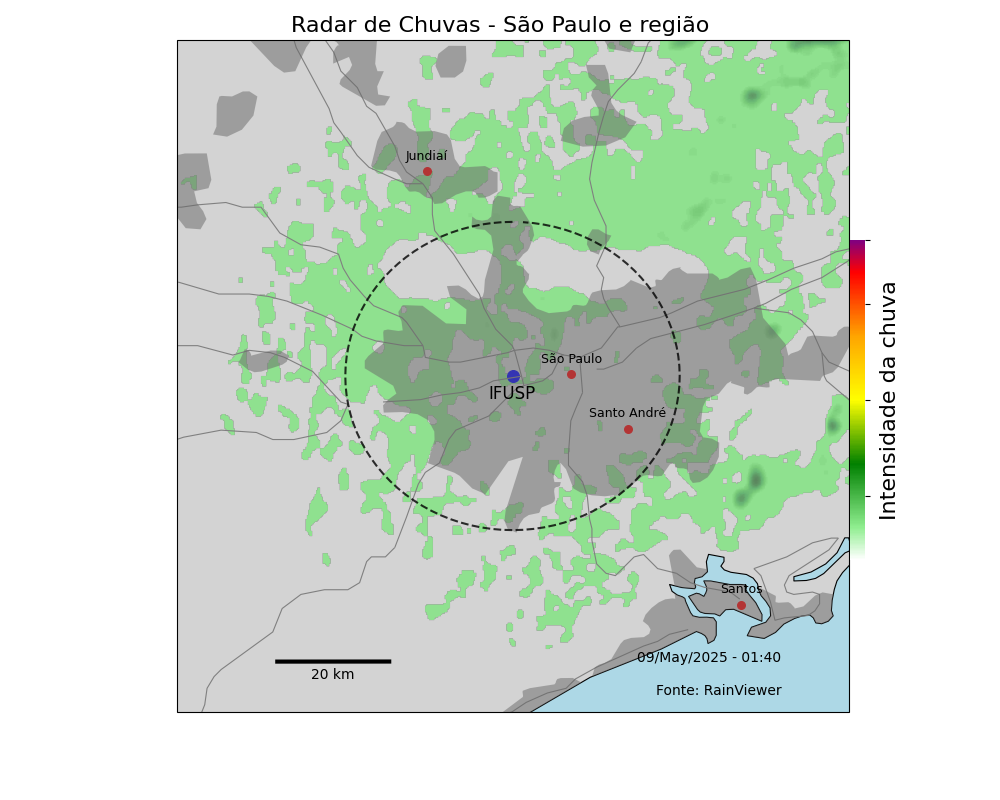 Radar de Chuvas - São Paulo e região
Jundiaí
São Paulo
IFUSP
Santo André
Intensidade da chuva
Santos
09/May/2025 - 01:40
20 km
Fonte: RainViewer